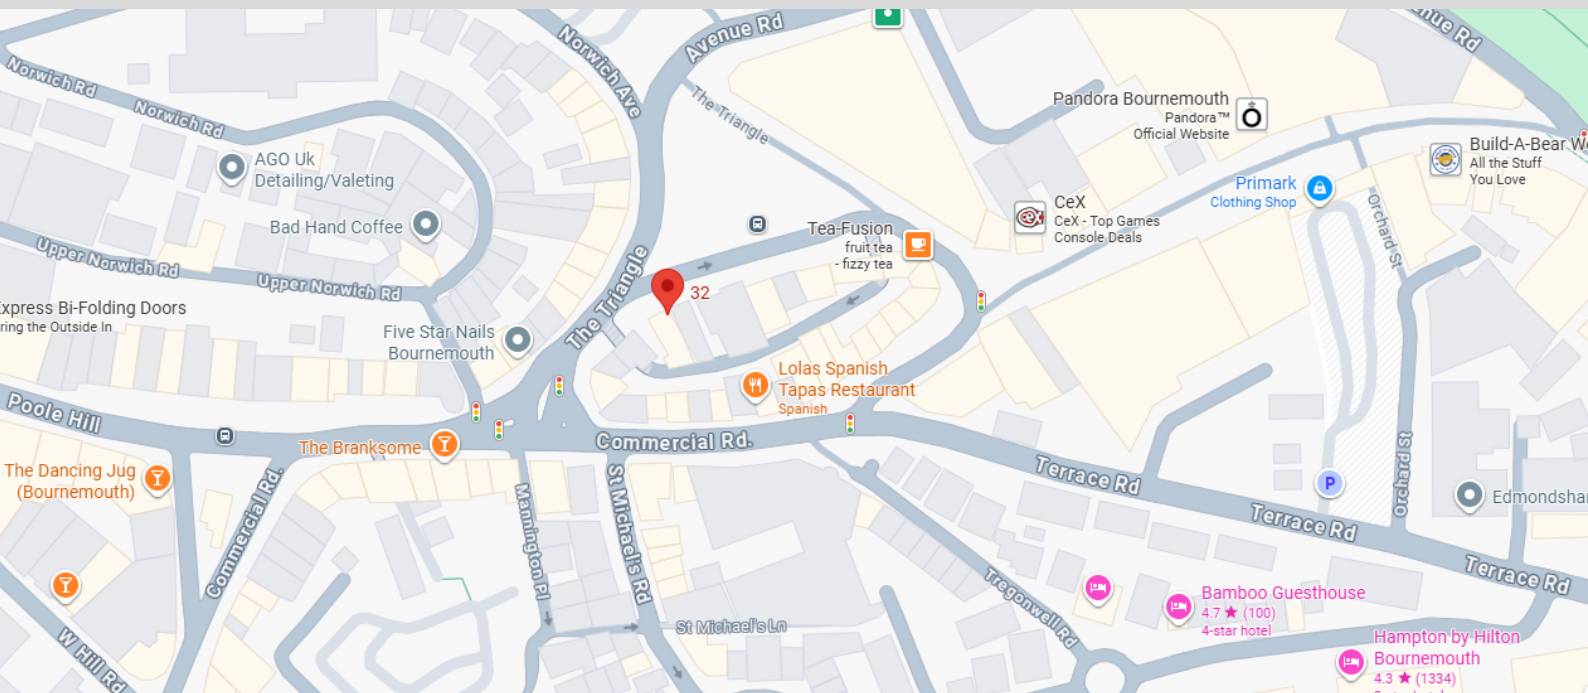 Norwich Ave
Avenue Rd
Norwich Rd
Norwich Rd
The Triangle
Pandora Bournemouth
Pandora™
Official Website
AGO Uk
Detailing/Valeting
Build-A-Bear
All the Stuff
You Love
Primark
Clothing Shop
CeX
CeX - Top Games
Console Deals
Orchard St
Bad Hand Coffee
Tea-Fusion
fruit tea
- fizzy tea
Upper Norwich Rd
Upper Norwich Rd
The Triangle
32
Express Bi-Folding Doors
ring the Outside In
Five Star Nails
Bournemouth
Lolas Spanish
Tapas Restaurant
Spanish
Poole Hill
The Branksome
Commercial Rd.
Terrace Rd
Orchard St
The Dancing Jug
(Bournemouth)
P
Commercial Rd.
Mannington Pl
St Michael's Rd
Terrace Rd
Terrace Rd
Tregonwell Rd
Bamboo Guesthouse
4.7 ★ (100)
4-star hotel
St Michael's Ln
W Hill Rd
Hampton by Hilton
Bournemouth
4.3 ★ (1334)